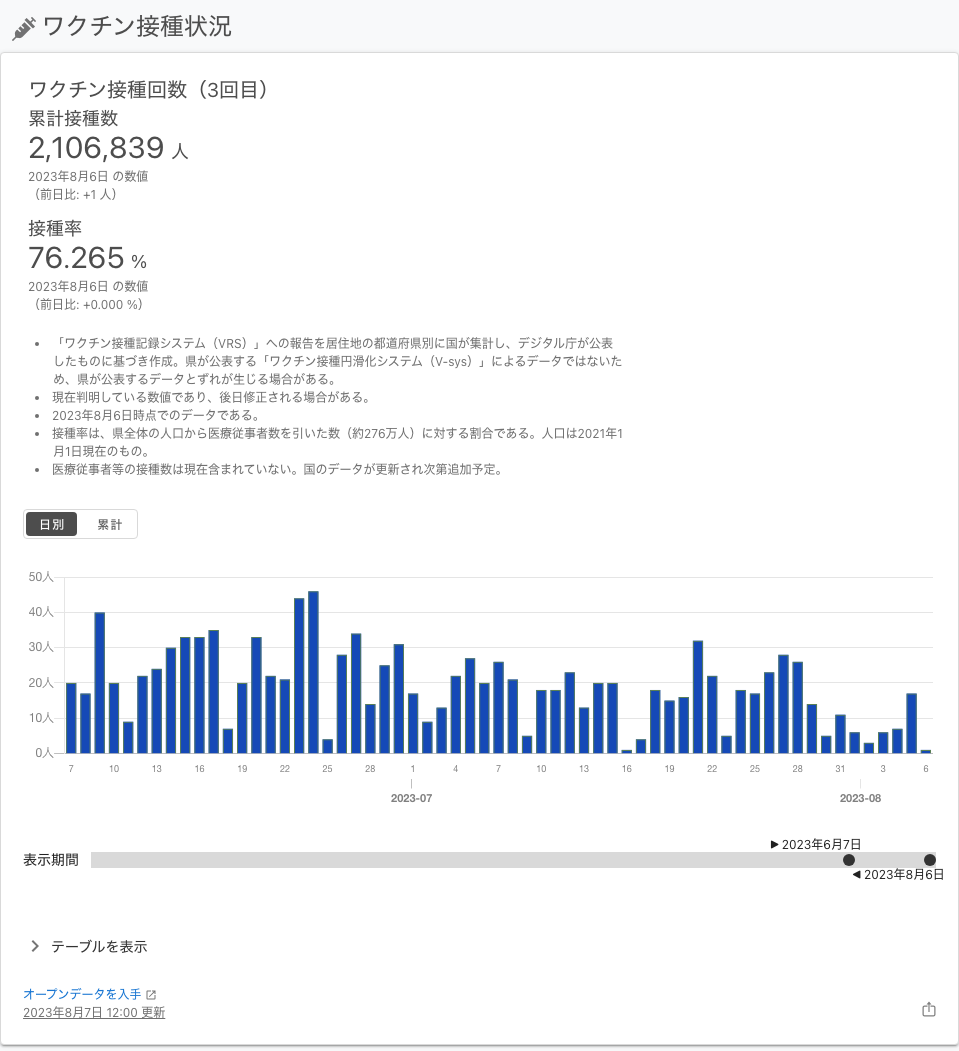 ワクチン接種状況
ワクチン接種回数（3回目）
累計接種数
2,106,839 人
2023年8月6日 の数値
（前日比: +1 人）
接種率
76.265 %
2023年8月6日 の数値
（前日比: +0.000 %）
• 「ワクチン接種記録システム（VRS）」への報告を居住地の都道府県別に国が集計し、デジタル庁が公表
したものに基づき作成。県が公表する「ワクチン接種円滑化システム（V-sys）」によるデータではないた
め、県が公表するデータとずれが生じる場合がある。
• 現在判明している数値であり、後日修正される場合がある。
• 2023年8月6日時点でのデータである。
• 接種率は、県全体の人口から医療従事者数を引いた数（約276万人）に対する割合である。人口は2021年1
月1日現在のもの。
• 医療従事者等の接種数は現在含まれていない。国のデータが更新され次第追加予定。
日別 累計
50人
40人
30人
20人
10人
0人
7 10 13 16 19 22 25 28 1 4 7 10 13 16 19 22 25 28 31 3 6
2023-07 2023-08
▶ 2023年6月7日
表示期間
◀ 2023年8月6日
テーブルを表示
オープンデータを入手
2023年8月7日 12:00 更新